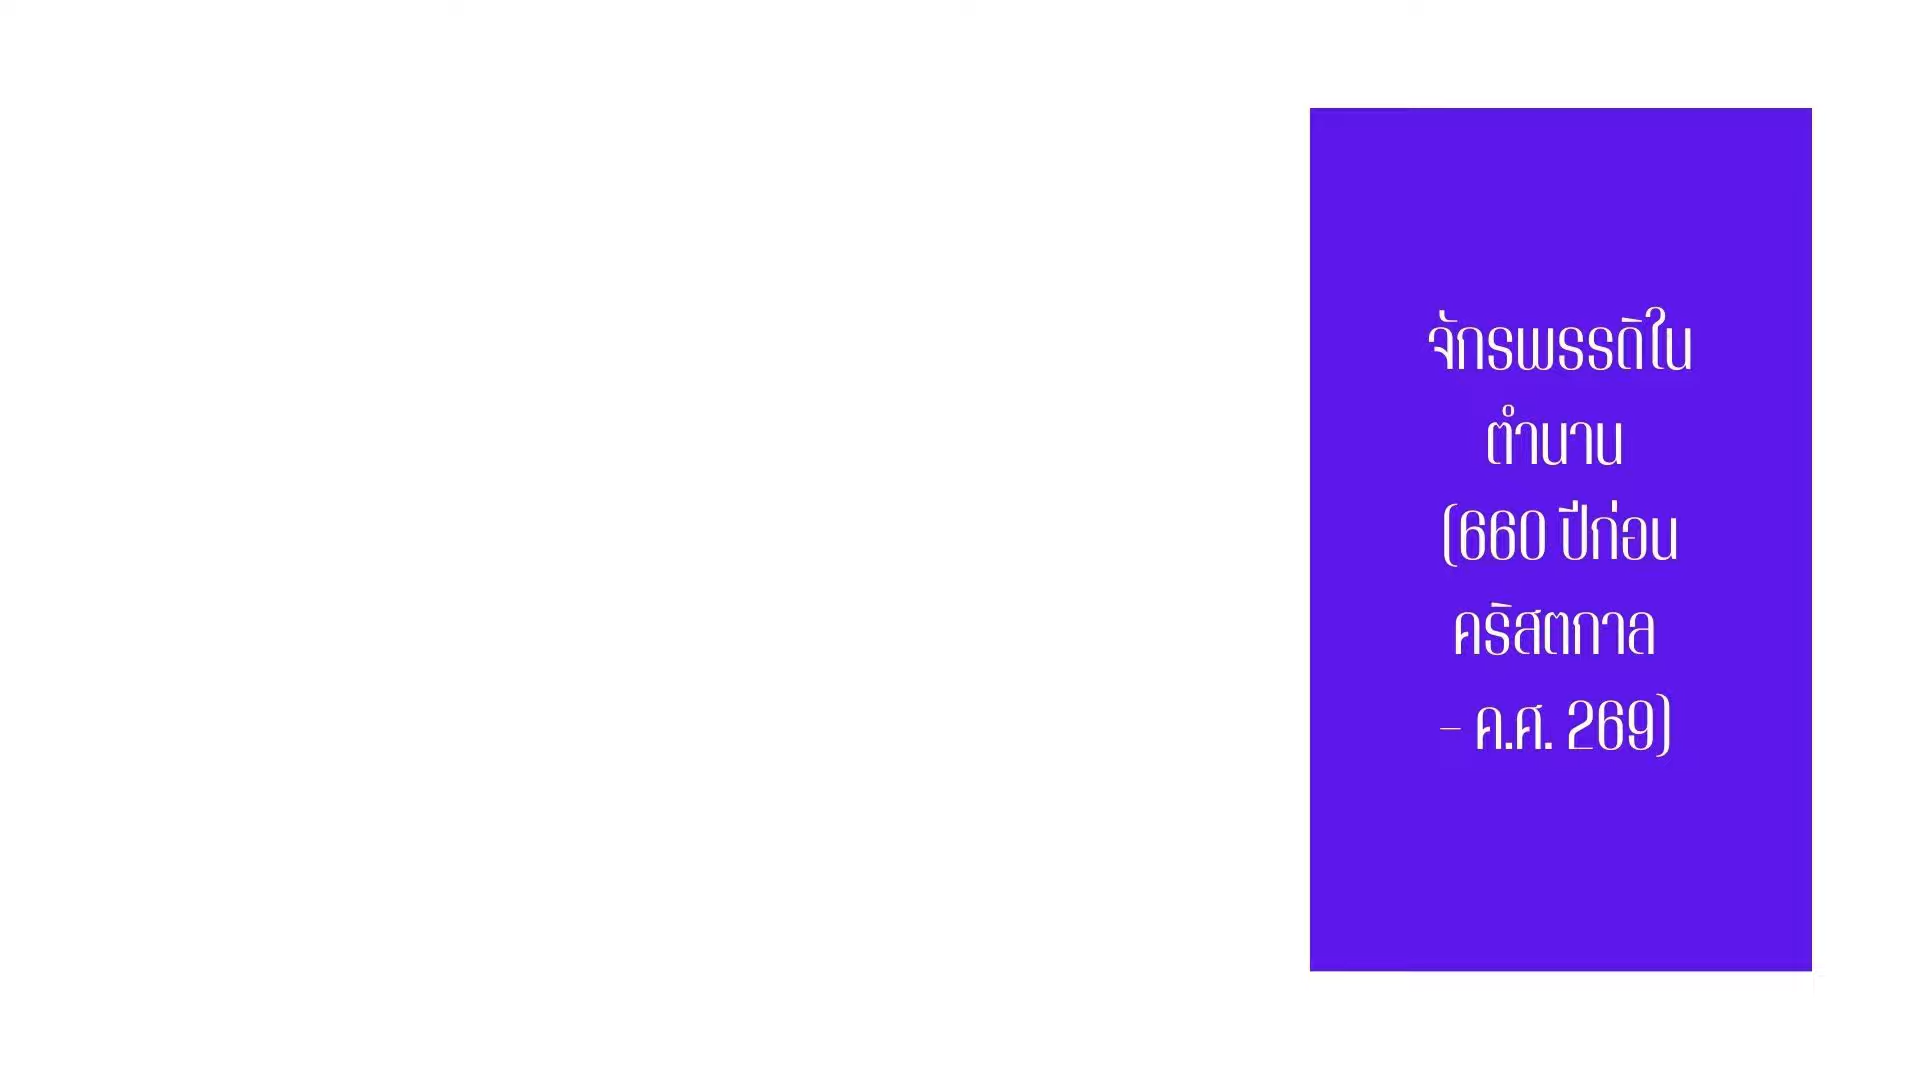 จักรพรรดิใน
ตำนาน
(660 ปีก่อน
คริสตกาล
– ค.ศ. 269)